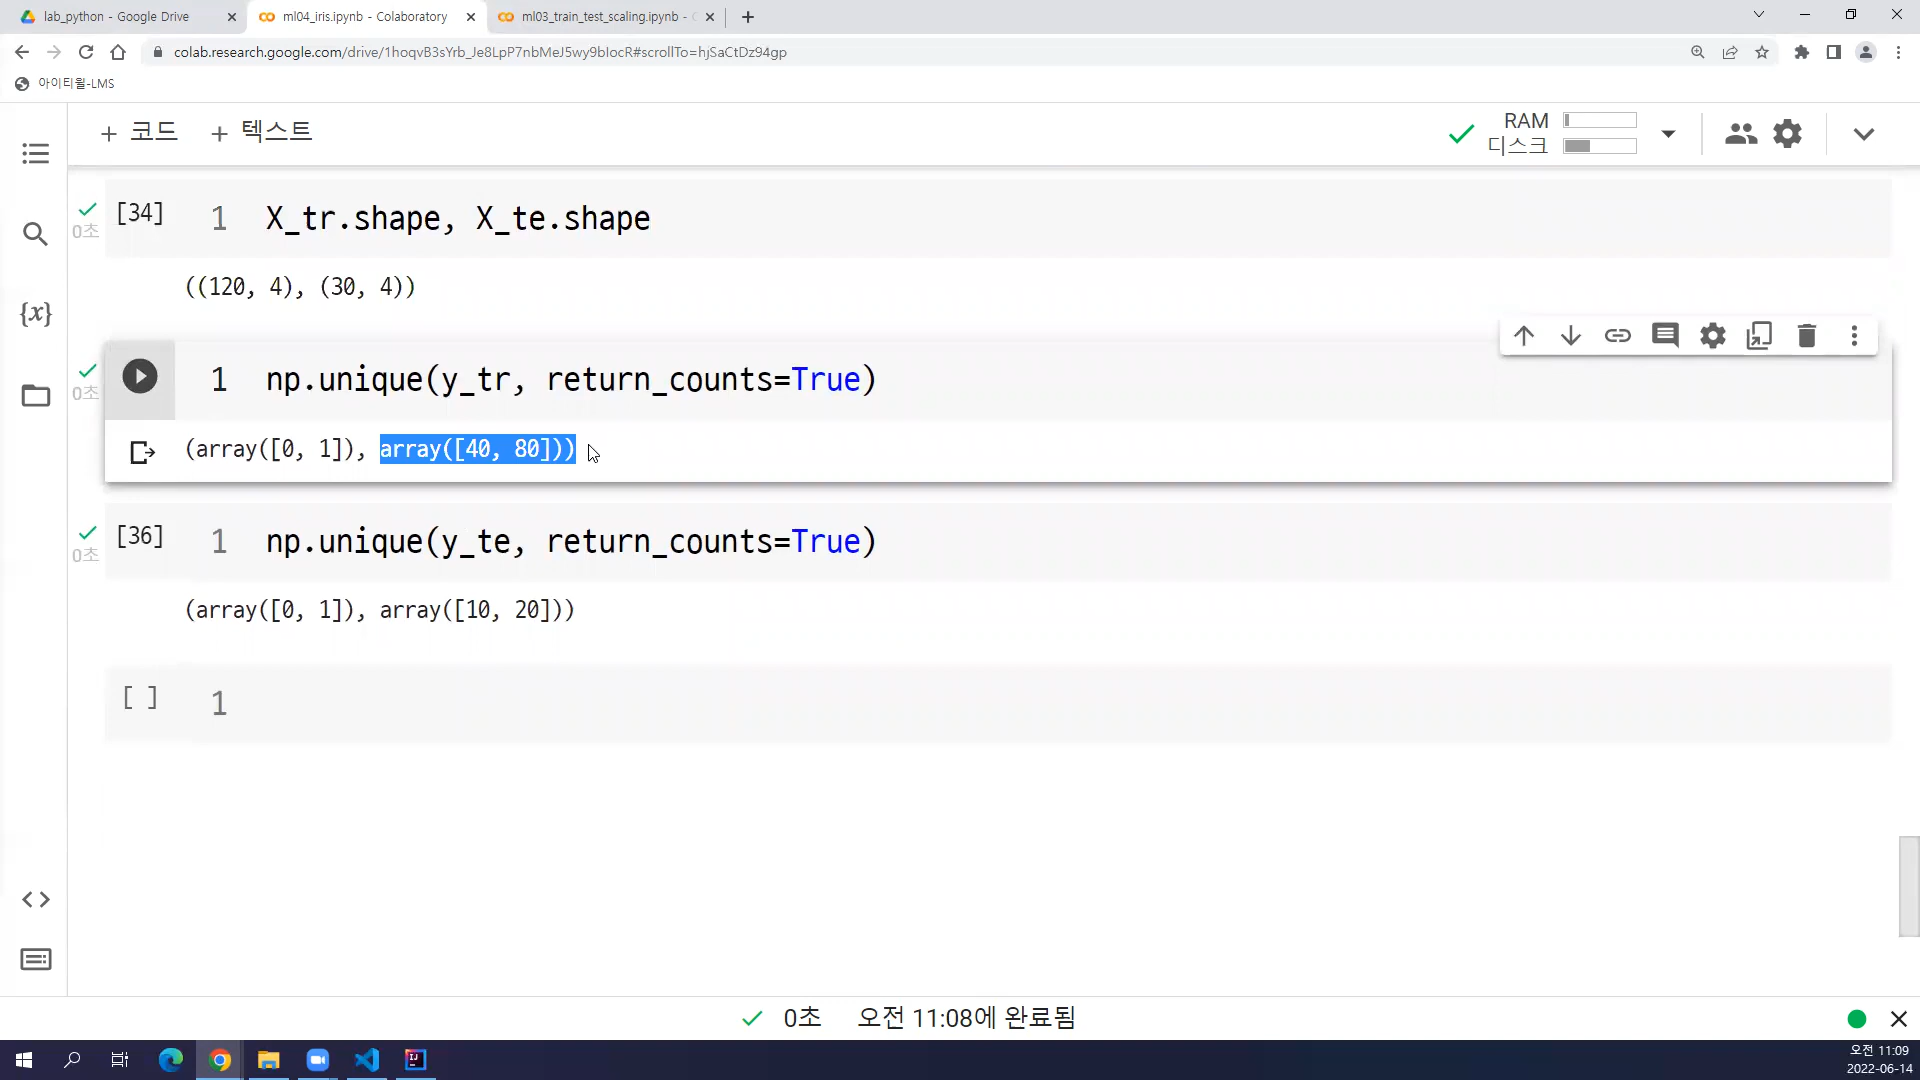 lab_python - Google Drive
ml04_iris.ipynb - Colaboratory
ml03_train_test_scaling.ipynb -
colab.research.google.com/drive/1hoqvB3sYrb_Je8LpP7nbMeJ5wy9bIocR#scrollTo=hjSaCtDz94gp
아이티윌-LMS
+ 코드 + 텍스트
RAM
디스크
[34] 1 X_tr.shape, X_te.shape
0초
((120, 4), (30, 4))
1 np.unique(y_tr, return_counts=True)
0초
(array([0, 1]), array([40, 80]))
[36] 1 np.unique(y_te, return_counts=True)
0초
(array([0, 1]), array([10, 20]))
[ ] 1
0초 오전 11:08에 완료됨
오전 11:09
2022-06-14